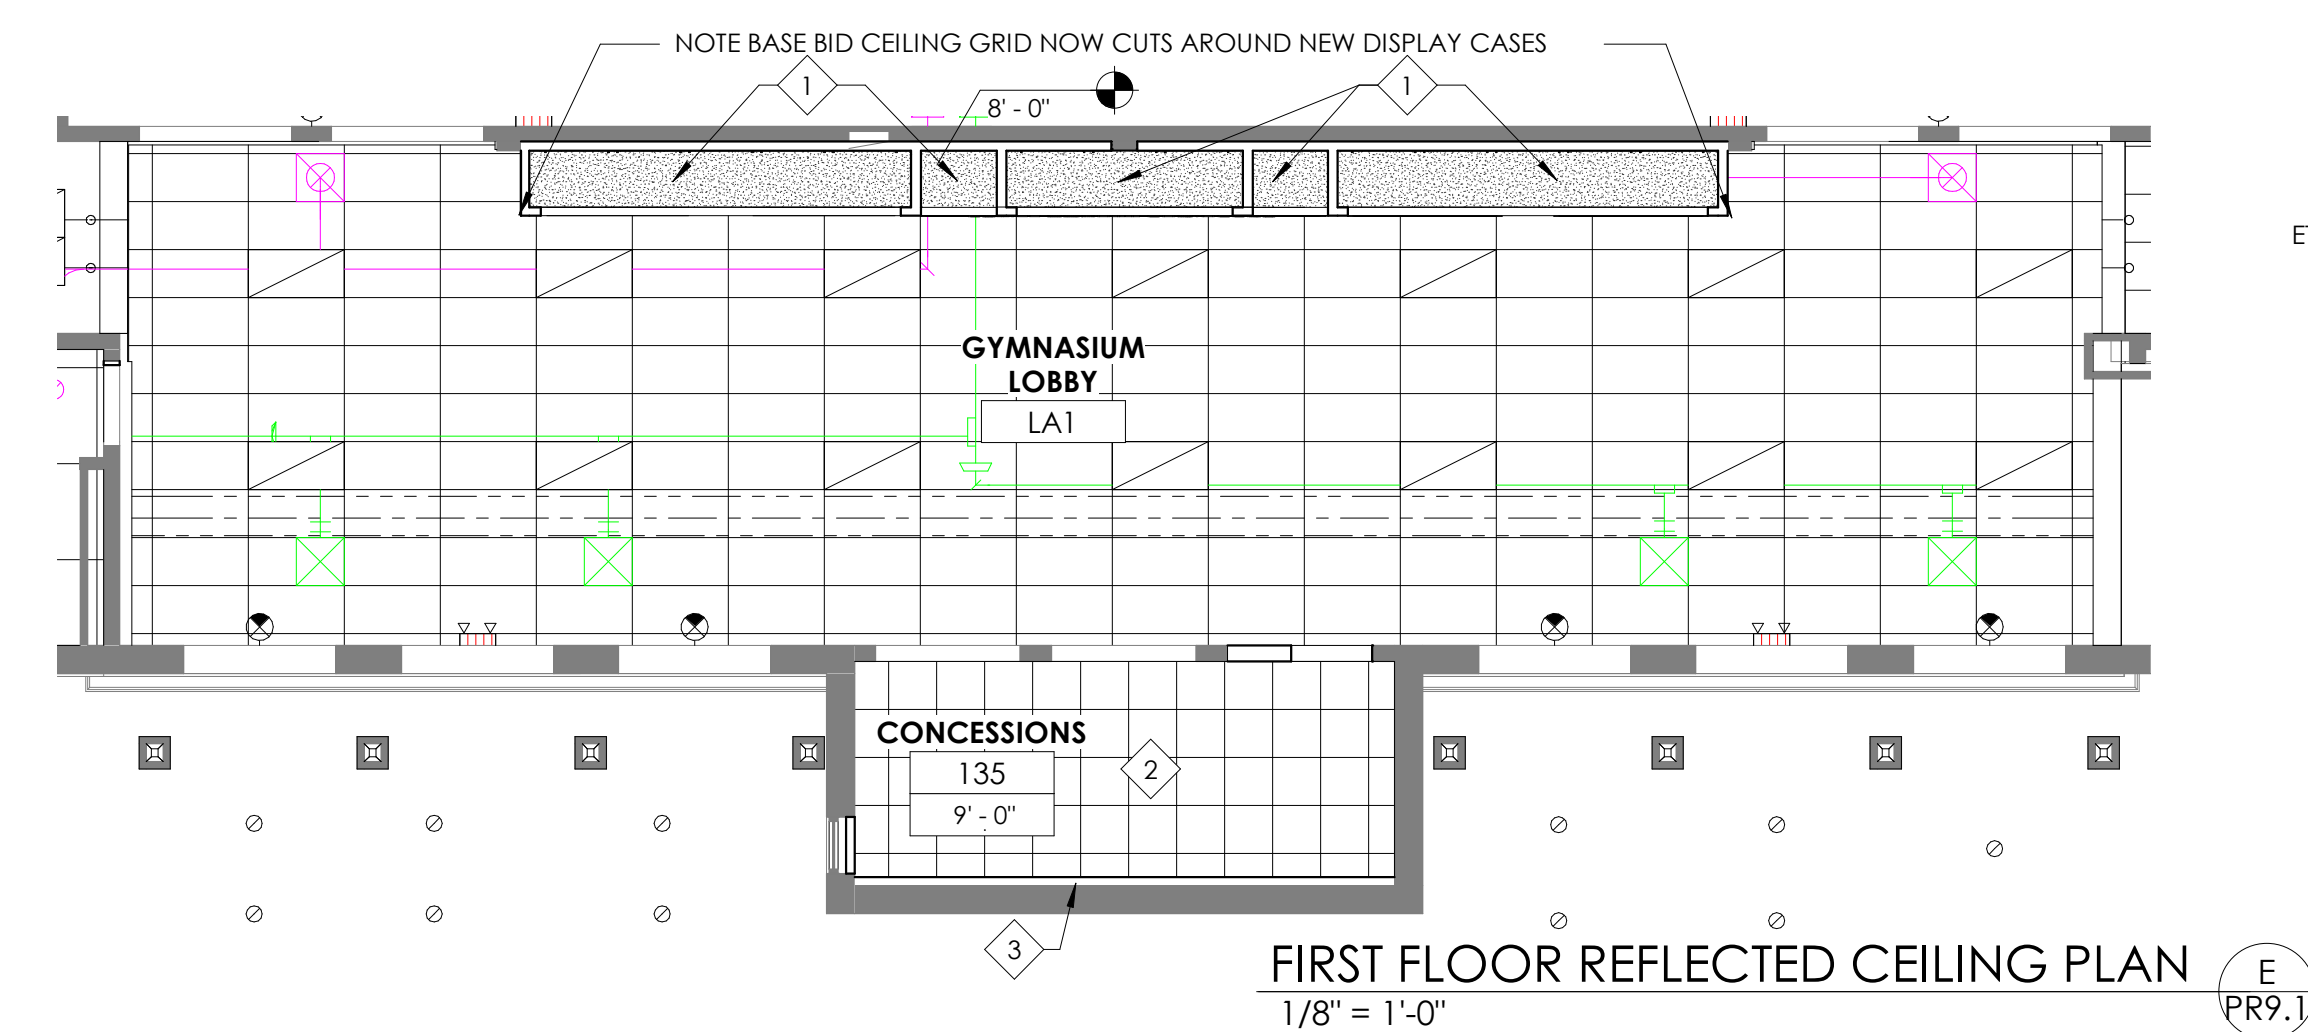 NOTE BASE BID CEILING GRID NOW CUTS AROUND NEW DISPLAY CASES
1
1
8' - 0"
GYMNASIUM
LOBBY
LA1
CONCESSIONS
135
9' - 0"
2
3
FIRST FLOOR REFLECTED CEILING PLAN
1/8" = 1'-0"
E
PR9.1